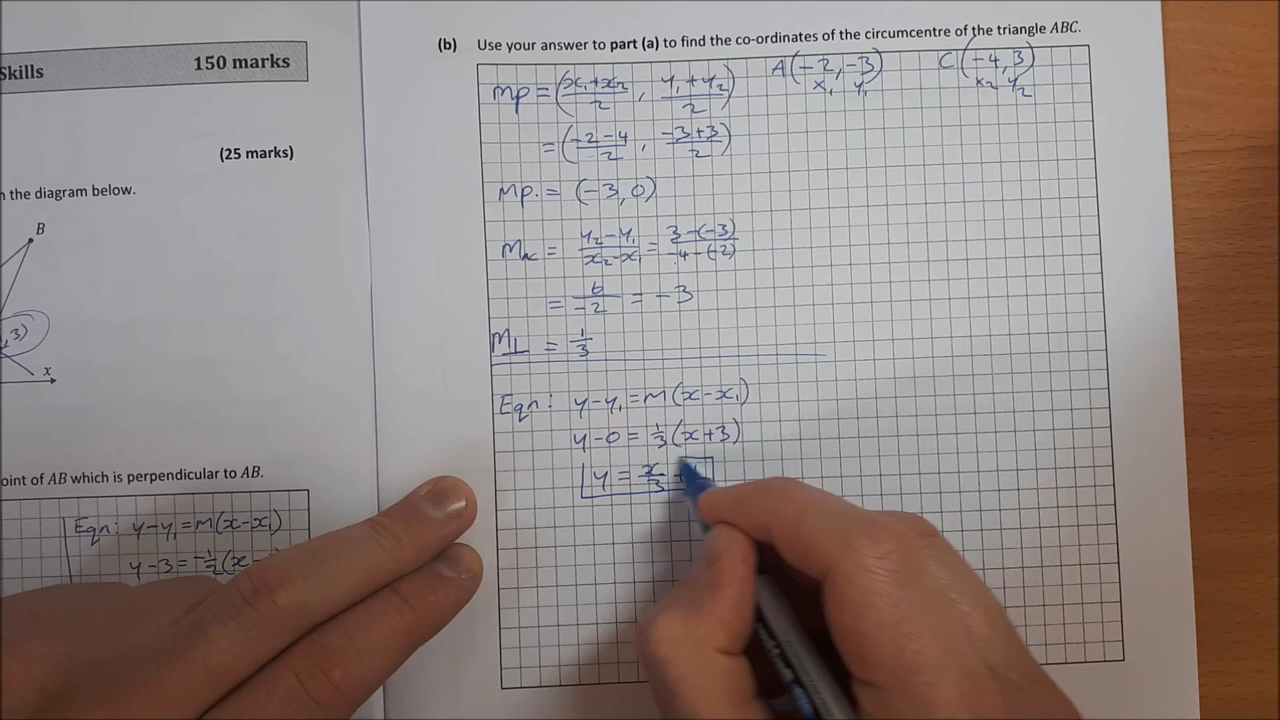 Skills 150 marks
(25 marks)
n the diagram below.
B
, 3)
x
oint of AB which is perpendicular to AB.
Eqn: y-y₁=m(x-x₁)
y-3=-½(x-
(b) Use your answer to part (a) to find the co-ordinates of the circumcentre of the triangle ABC.
mp = (x₁+x₂/2, y₁+y₂/2) A(-2,-3) C(-4,3)
x₁ y₁ x₂ y₂
= (-2-4/2, -3+3/2)
mp. = (-3,0)
MAC = y₂-y₁/x₂-x₁ = 3-(-3)/-4-(-2)
= 6/-2 = -3
M⊥ = 1/3
Eqn: y-y₁=m(x-x₁)
y-0=1/3(x+3)
y = x/3 +